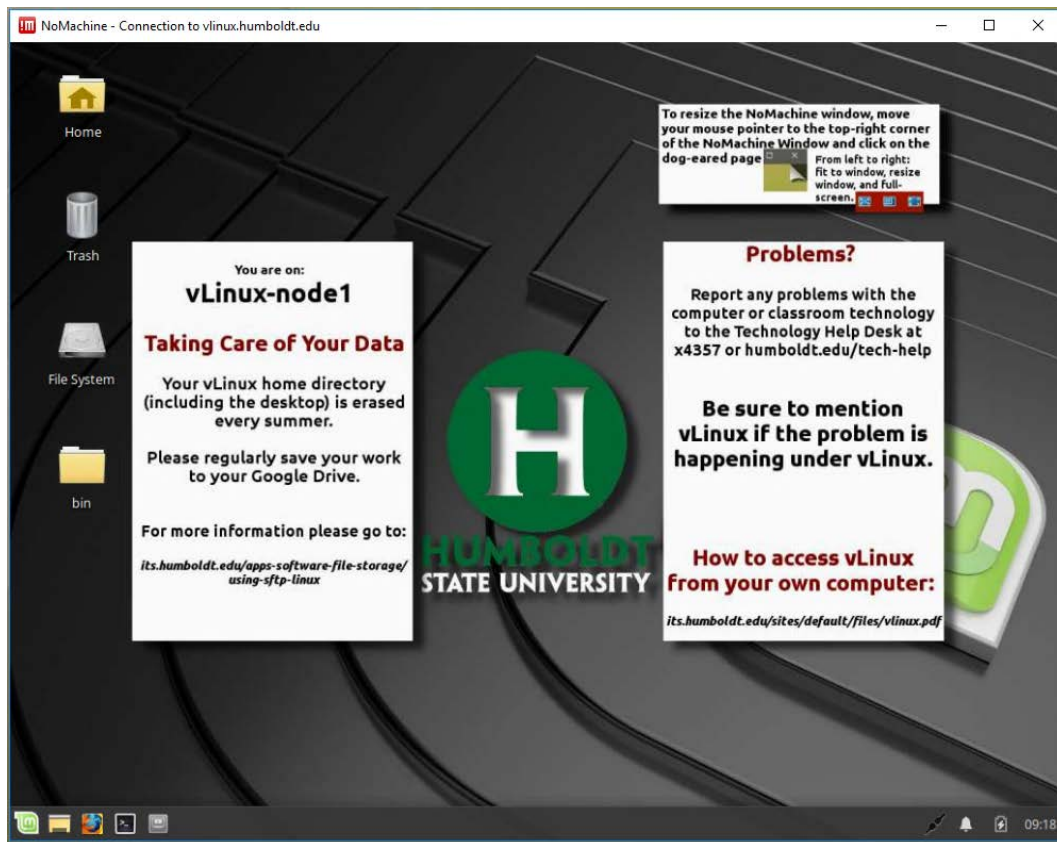 NoMachine - Connection to vlinux.humboldt.edu
Home
Trash
File System
bin
You are on:
vLinux-node1
Taking Care of Your Data
Your vLinux home directory
(including the desktop) is erased
every summer.
Please regularly save your work
to your Google Drive.
For more information please go to:
its.humboldt.edu/apps-software-file-storage/
using-sftp-linux
H
HUMBOLDT
STATE UNIVERSITY
To resize the NoMachine window, move
your mouse pointer to the top-right corner
of the NoMachine Window and click on the
dog-eared page
From left to right:
fit to window, resize
window, and full-
screen.
Problems?
Report any problems with the
computer or classroom technology
to the Technology Help Desk at
x4357 or humboldt.edu/tech-help
Be sure to mention
vLinux if the problem is
happening under vLinux.
How to access vLinux
from your own computer:
its.humboldt.edu/sites/default/files/vlinux.pdf
09:18